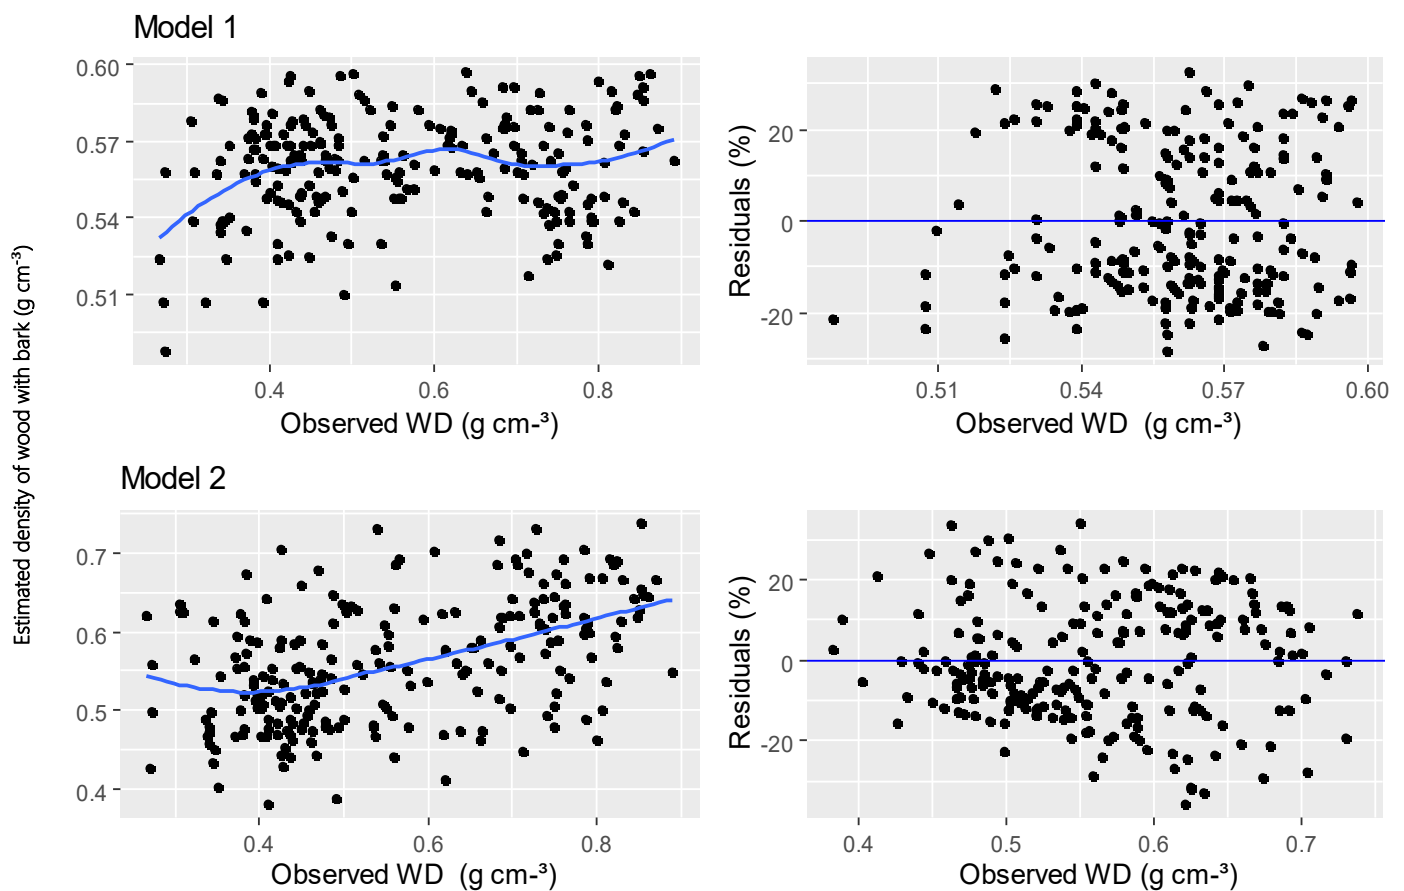 Model 1
Estimated density of wood with bark (g cm-³)
0.60
0.57
0.54
0.51
0.4 0.6 0.8
Observed WD (g cm-³)
Residuals (%)
20
0
-20
0.51 0.54 0.57 0.60
Observed WD (g cm-³)
Model 2
0.7
0.6
0.5
0.4
0.4 0.6 0.8
Observed WD (g cm-³)
Residuals (%)
20
0
-20
0.4 0.5 0.6 0.7
Observed WD (g cm-³)